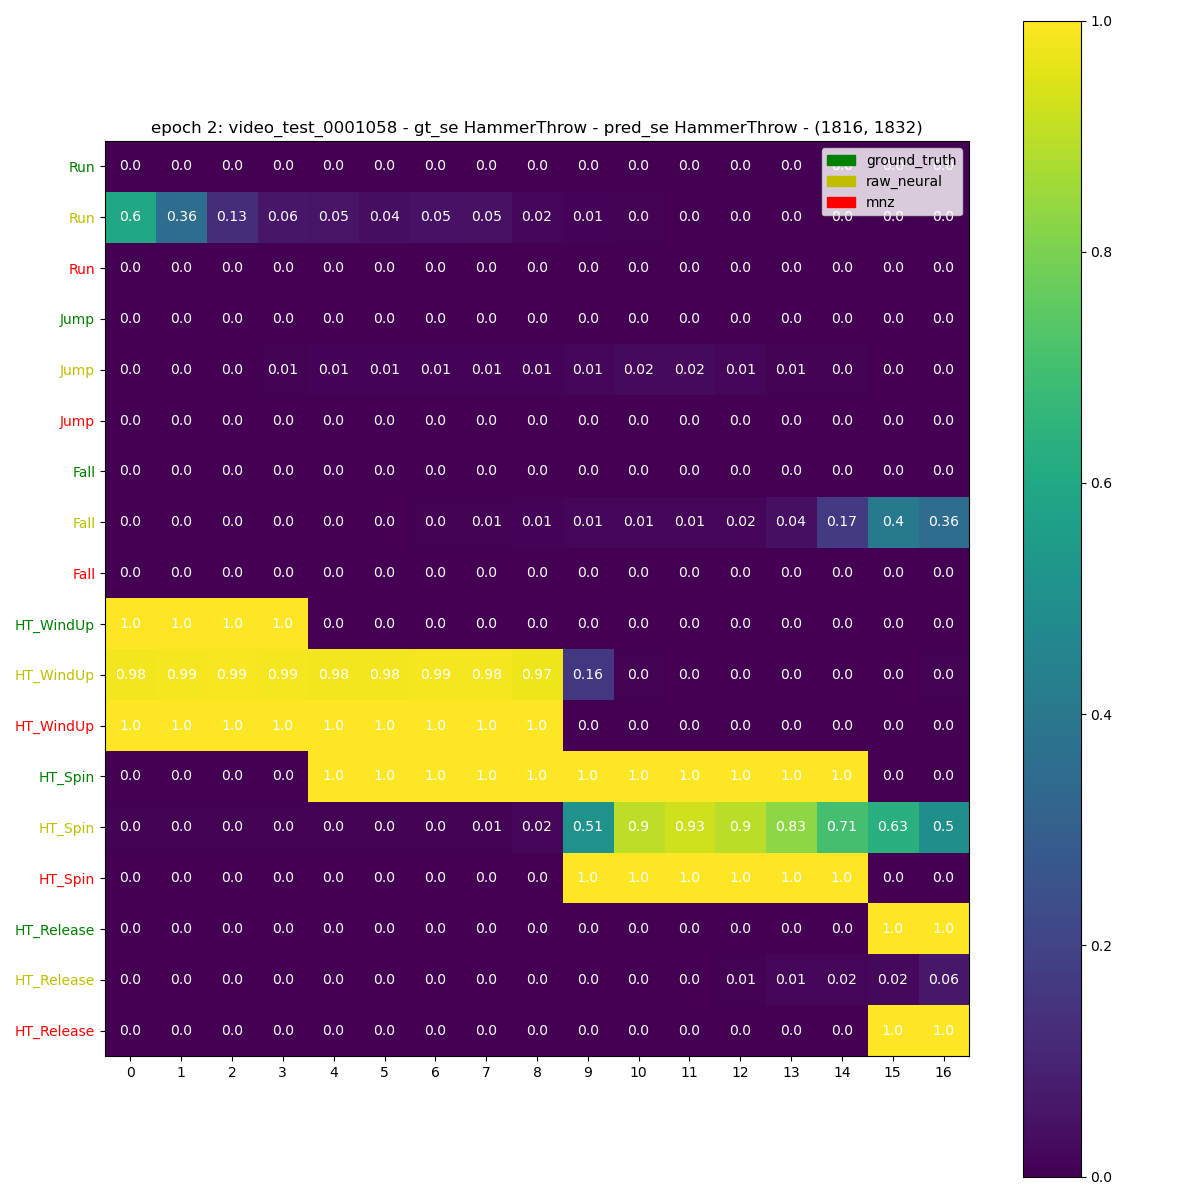 epoch 2: video_test_0001058 - gt_se HammerThrow - pred_se HammerThrow - (1816, 1832)
Run 0.0 0.0 0.0 0.0 0.0 0.0 0.0 0.0 0.0 0.0 0.0 0.0 0.0 0.0
ground_truth
raw_neural
mnz
Run 0.6 0.36 0.13 0.06 0.05 0.04 0.05 0.05 0.02 0.01 0.0 0.0 0.0 0.0 0.0 0.0 0.0
Run 0.0 0.0 0.0 0.0 0.0 0.0 0.0 0.0 0.0 0.0 0.0 0.0 0.0 0.0 0.0 0.0 0.0
Jump 0.0 0.0 0.0 0.0 0.0 0.0 0.0 0.0 0.0 0.0 0.0 0.0 0.0 0.0 0.0 0.0 0.0
Jump 0.0 0.0 0.0 0.01 0.01 0.01 0.01 0.01 0.01 0.01 0.02 0.02 0.01 0.01 0.0 0.0 0.0
Jump 0.0 0.0 0.0 0.0 0.0 0.0 0.0 0.0 0.0 0.0 0.0 0.0 0.0 0.0 0.0 0.0 0.0
Fall 0.0 0.0 0.0 0.0 0.0 0.0 0.0 0.0 0.0 0.0 0.0 0.0 0.0 0.0 0.0 0.0 0.0
Fall 0.0 0.0 0.0 0.0 0.0 0.0 0.0 0.01 0.01 0.01 0.01 0.01 0.02 0.04 0.17 0.4 0.36
Fall 0.0 0.0 0.0 0.0 0.0 0.0 0.0 0.0 0.0 0.0 0.0 0.0 0.0 0.0 0.0 0.0 0.0
HT_WindUp 1.0 1.0 1.0 1.0 0.0 0.0 0.0 0.0 0.0 0.0 0.0 0.0 0.0 0.0 0.0 0.0 0.0
HT_WindUp 0.98 0.99 0.99 0.99 0.98 0.98 0.99 0.98 0.97 0.16 0.0 0.0 0.0 0.0 0.0 0.0 0.0
HT_WindUp 1.0 1.0 1.0 1.0 1.0 1.0 1.0 1.0 1.0 0.0 0.0 0.0 0.0 0.0 0.0 0.0 0.0
HT_Spin 0.0 0.0 0.0 0.0 1.0 1.0 1.0 1.0 1.0 1.0 1.0 1.0 1.0 1.0 1.0 0.0 0.0
HT_Spin 0.0 0.0 0.0 0.0 0.0 0.0 0.0 0.01 0.02 0.51 0.9 0.93 0.9 0.83 0.71 0.63 0.5
HT_Spin 0.0 0.0 0.0 0.0 0.0 0.0 0.0 0.0 0.0 1.0 1.0 1.0 1.0 1.0 1.0 0.0 0.0
HT_Release 0.0 0.0 0.0 0.0 0.0 0.0 0.0 0.0 0.0 0.0 0.0 0.0 0.0 0.0 0.0 1.0 1.0
HT_Release 0.0 0.0 0.0 0.0 0.0 0.0 0.0 0.0 0.0 0.0 0.0 0.0 0.01 0.01 0.02 0.02 0.06
HT_Release 0.0 0.0 0.0 0.0 0.0 0.0 0.0 0.0 0.0 0.0 0.0 0.0 0.0 0.0 0.0 1.0 1.0
0 1 2 3 4 5 6 7 8 9 10 11 12 13 14 15 16
1.0
0.8
0.6
0.4
0.2
0.0